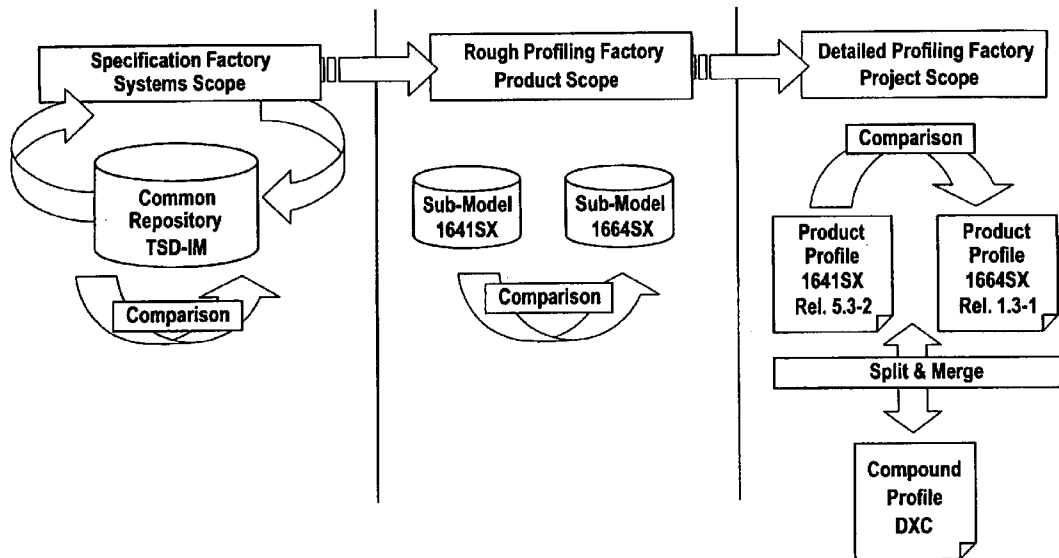 Specification Factory
Systems Scope
Rough Profiling Factory
Product Scope
Detailed Profiling Factory
Project Scope
Common
Repository
TSD-IM
Comparison
Sub-Model
1641SX
Sub-Model
1664SX
Comparison
Comparison
Product
Profile
1641SX
Rel. 5.3-2
Product
Profile
1664SX
Rel. 1.3-1
Split & Merge
Compound
Profile
DXC